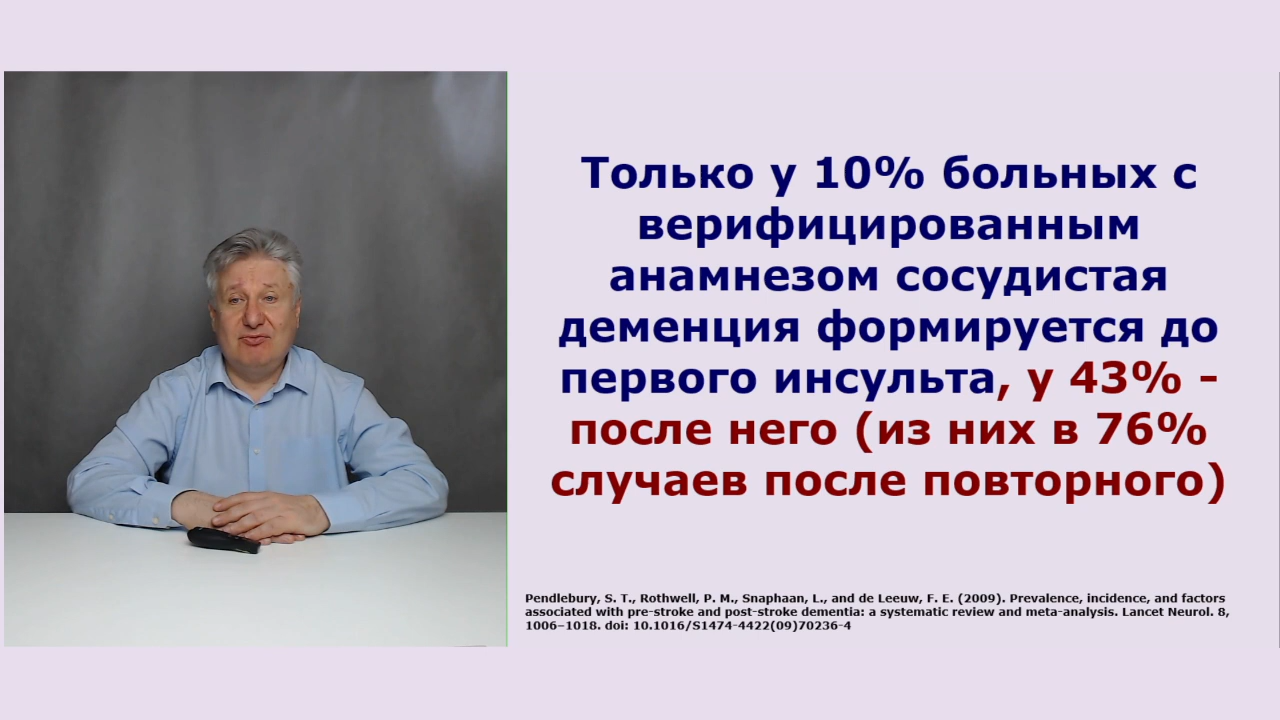 Только у 10% больных с
верифицированным
анамнезом сосудистая
деменция формируется до
первого инсульта, у 43% -
после него (из них в 76%
случаев после повторного)
Pendlebury, S. T., Rothwell, P. M., Snaphaan, L., and de Leeuw, F. E. (2009). Prevalence, incidence, and factors
associated with pre-stroke and post-stroke dementia: a systematic review and meta-analysis. Lancet Neurol. 8,
1006–1018. doi: 10.1016/S1474-4422(09)70236-4